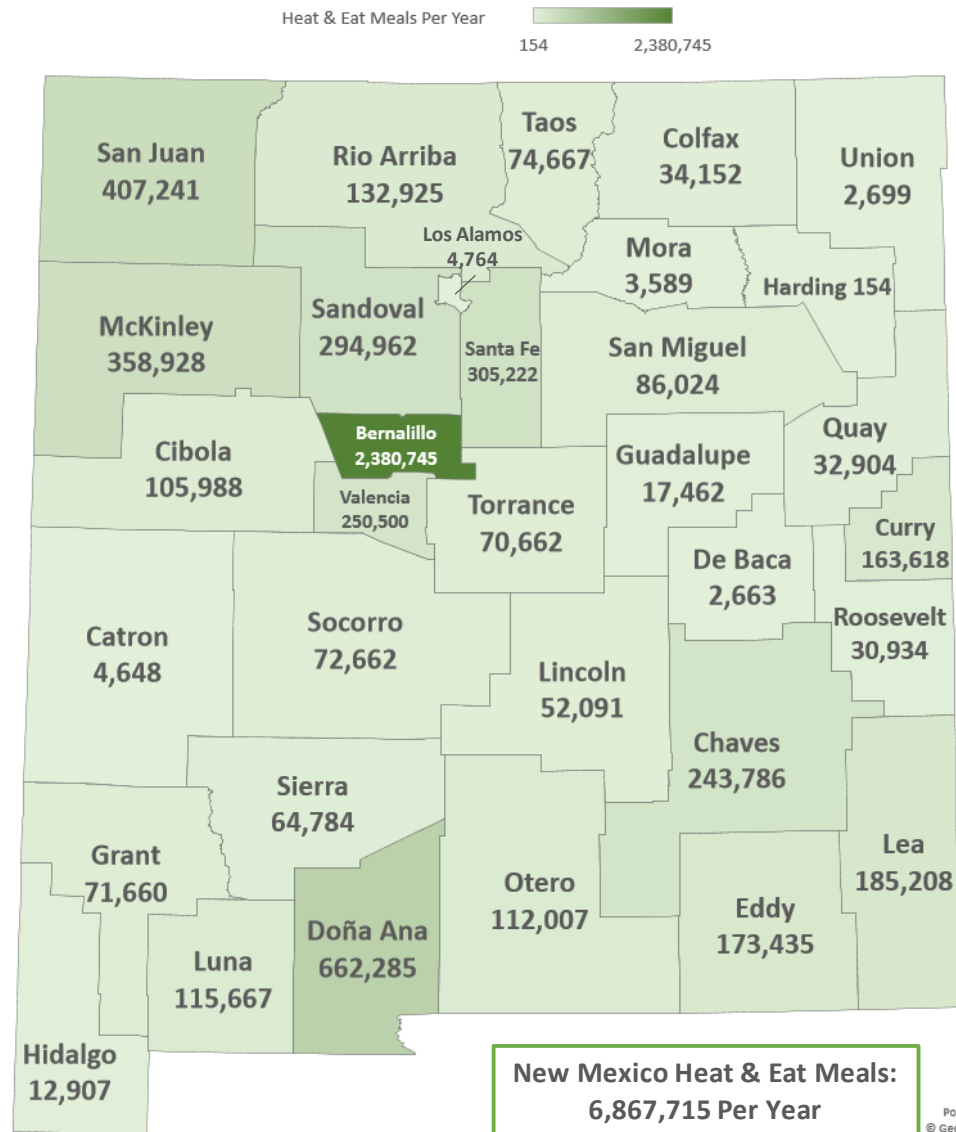 Heat & Eat Meals Per Year
154 2,380,745
San Juan
407,241
Rio Arriba
132,925
Taos
74,667
Colfax
34,152
Union
2,699
Los Alamos
4,764
Mora
3,589
Harding 154
McKinley
358,928
Sandoval
294,962
Santa Fe
305,222
San Miguel
86,024
Bernalillo
2,380,745
Cibola
105,988
Valencia
250,500
Torrance
70,662
Guadalupe
17,462
Quay
32,904
Curry
163,618
De Baca
2,663
Roosevelt
30,934
Catron
4,648
Socorro
72,662
Lincoln
52,091
Chaves
243,786
Sierra
64,784
Grant
71,660
Otero
112,007
Lea
185,208
Eddy
173,435
Doña Ana
662,285
Luna
115,667
Hidalgo
12,907
New Mexico Heat & Eat Meals:
6,867,715 Per Year
Po
© Geo